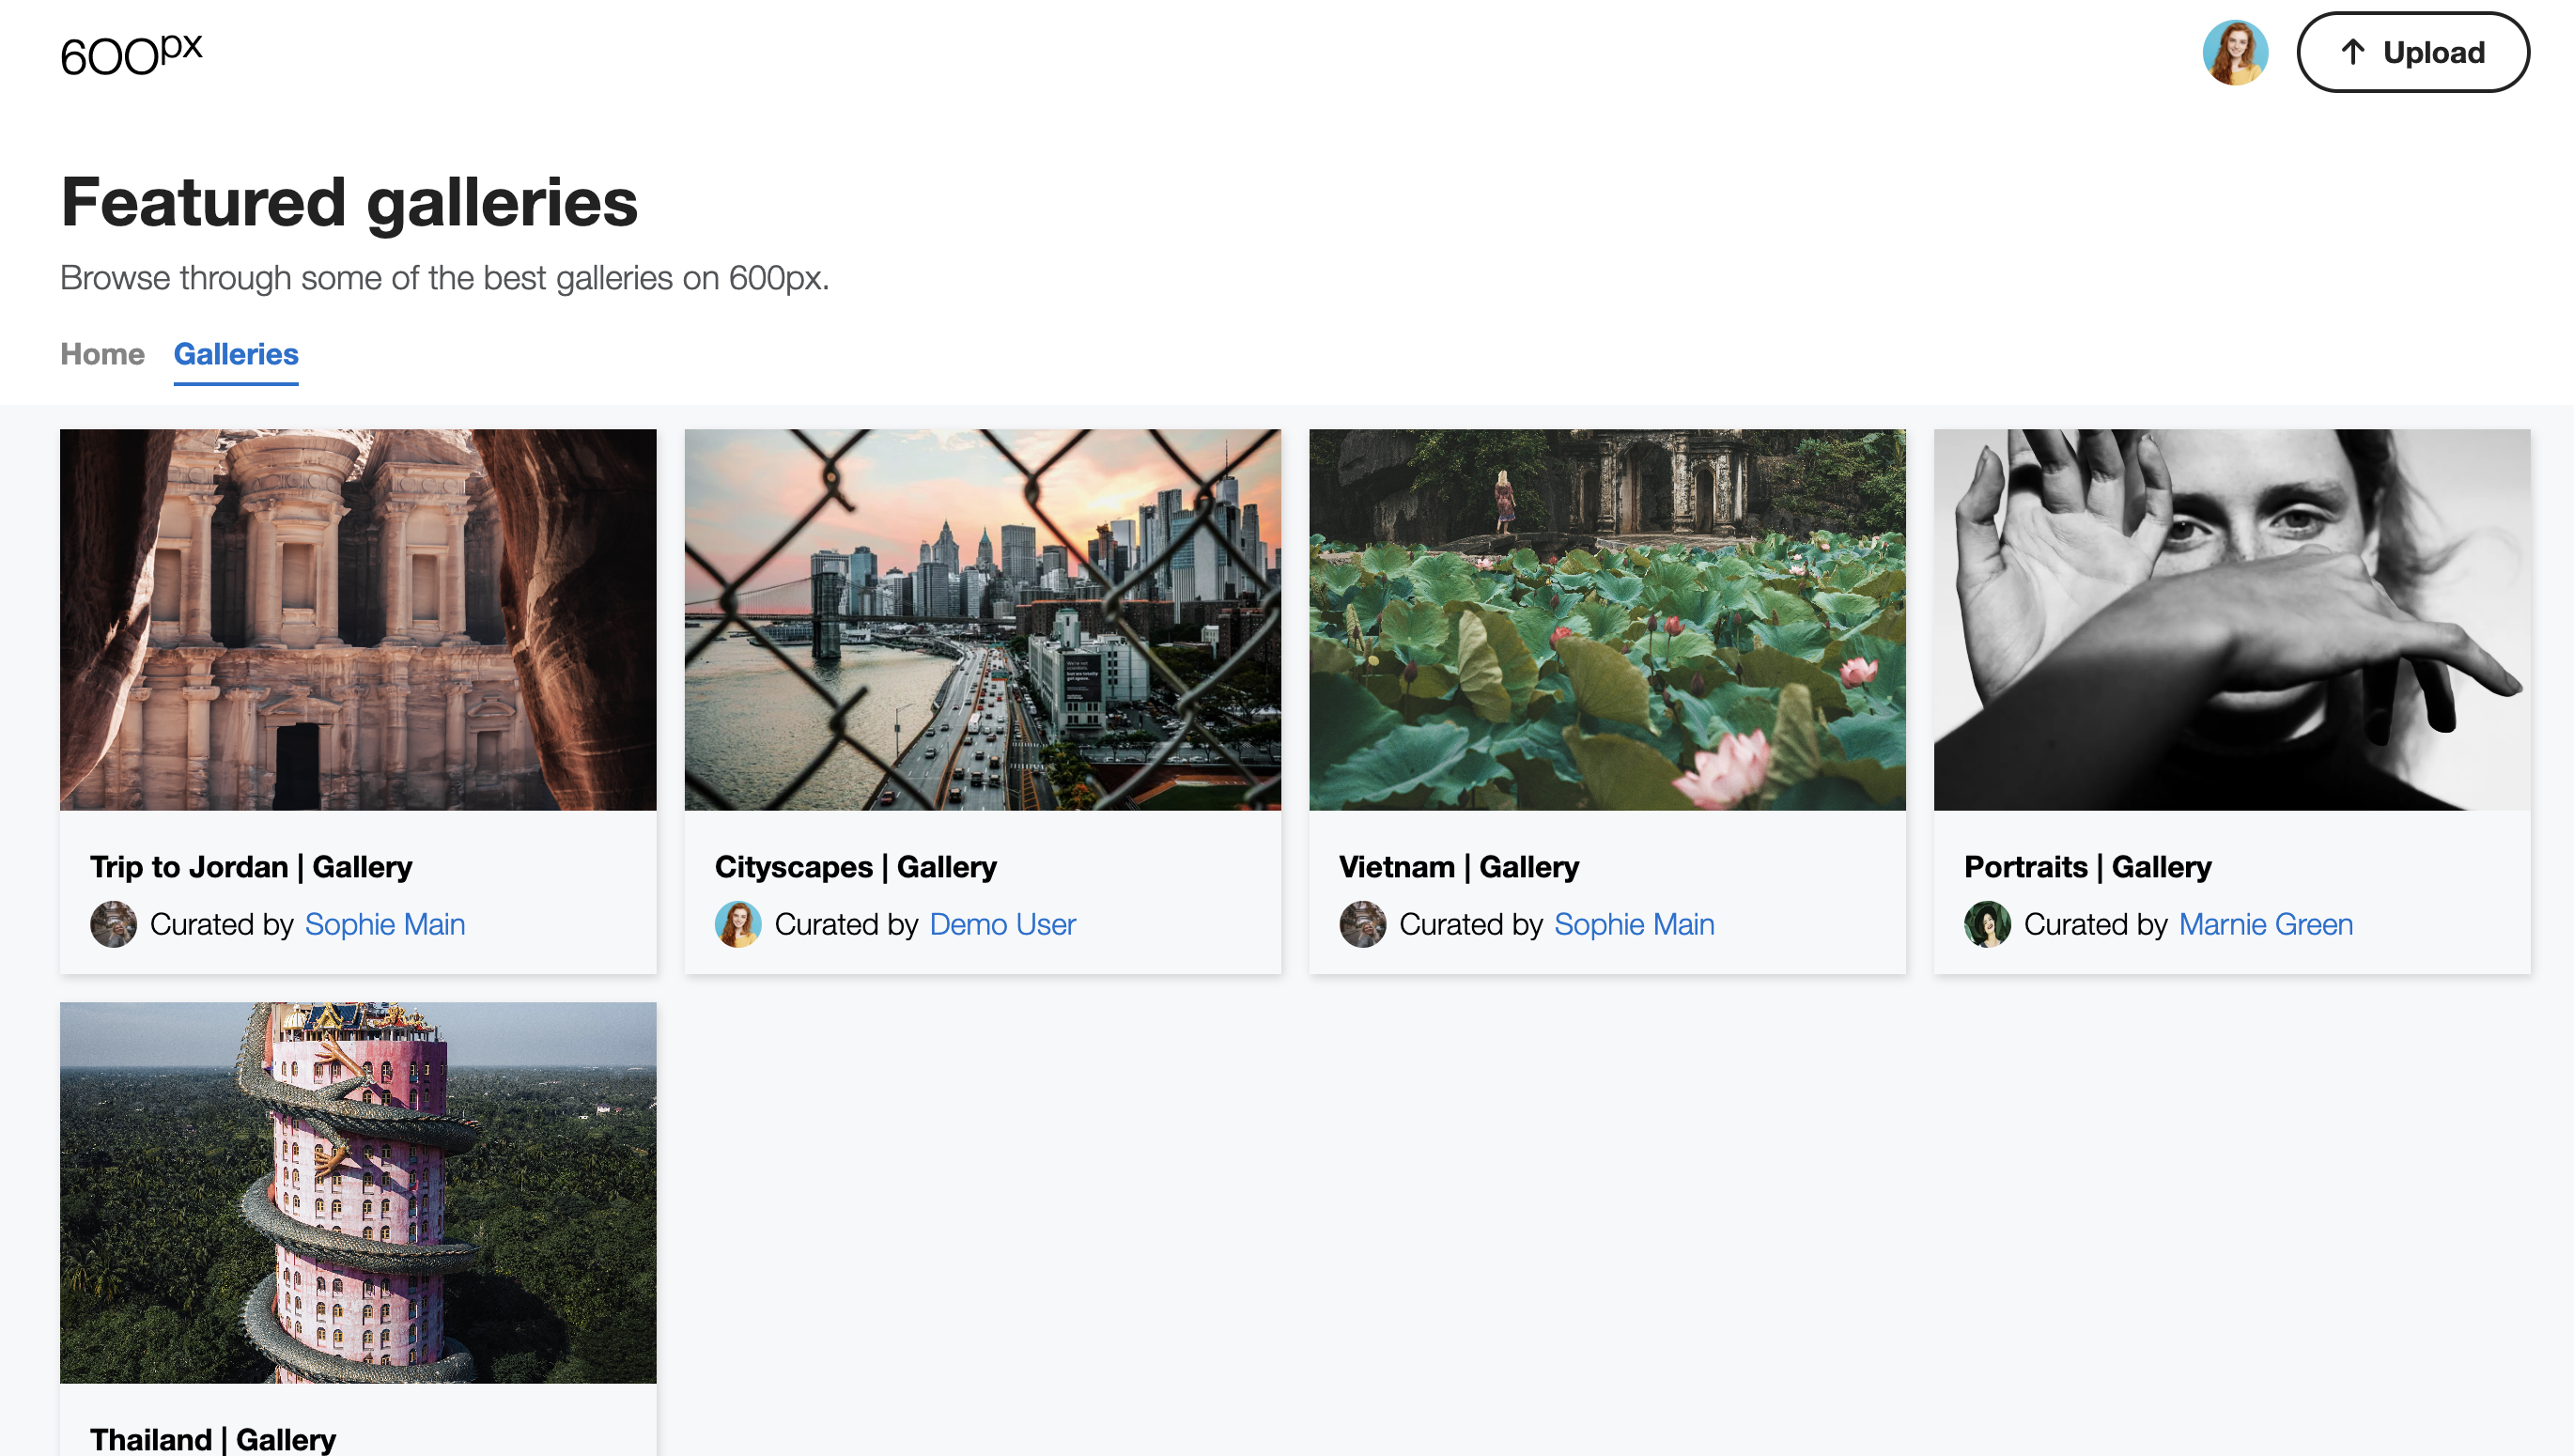 600px
Upload
Featured galleries
Browse through some of the best galleries on 600px.
Home Galleries
Trip to Jordan | Gallery
Curated by Sophie Main
Cityscapes | Gallery
Curated by Demo User
Vietnam | Gallery
Curated by Sophie Main
Portraits | Gallery
Curated by Marnie Green
Thailand | Gallery